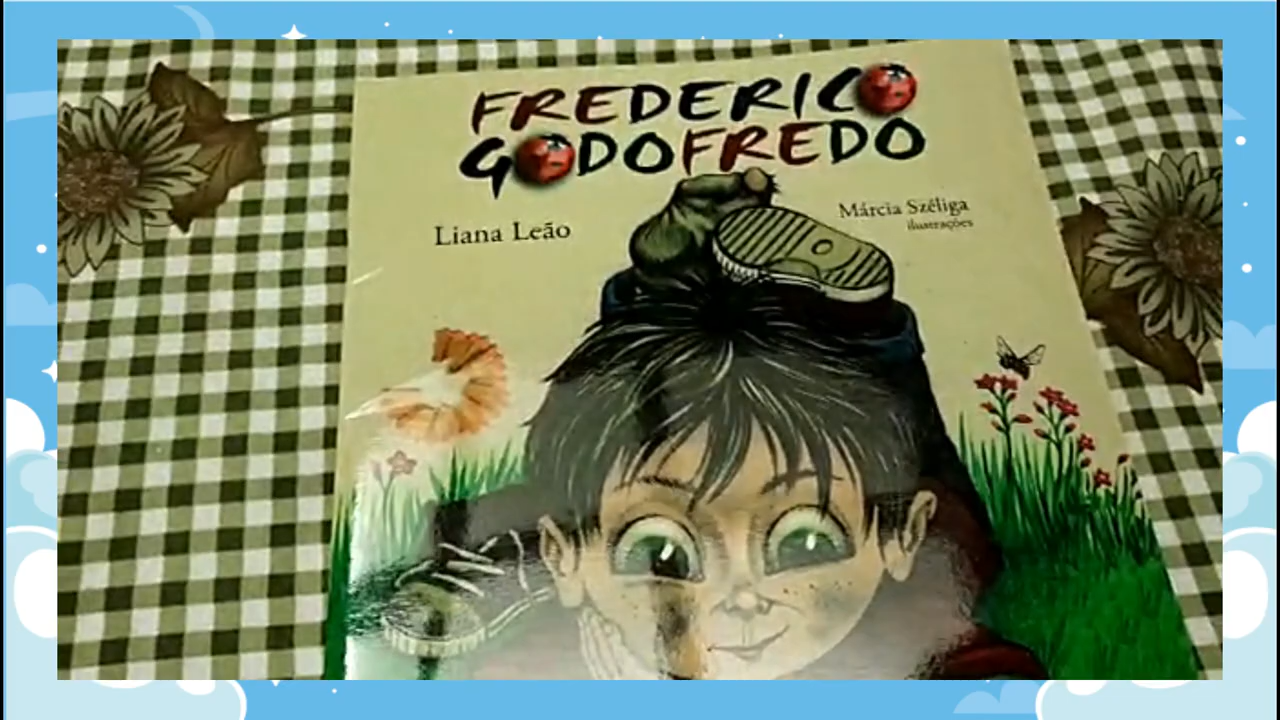 FREDERICO
GODOFREDO
Liana Leão
Márcia Széliga
ilustrações